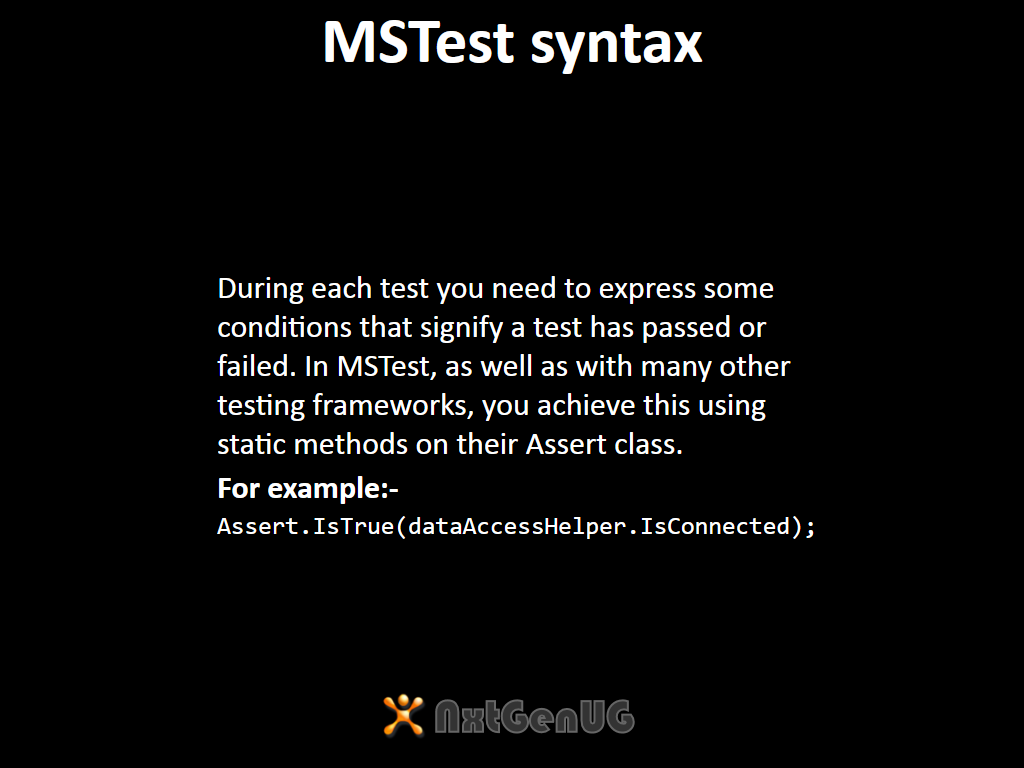 MSTest syntax
During each test you need to express some
conditions that signify a test has passed or
failed. In MSTest, as well as with many other
testing frameworks, you achieve this using
static methods on their Assert class.
For example:-
Assert.IsTrue(dataAccessHelper.IsConnected);
NxtGenUG